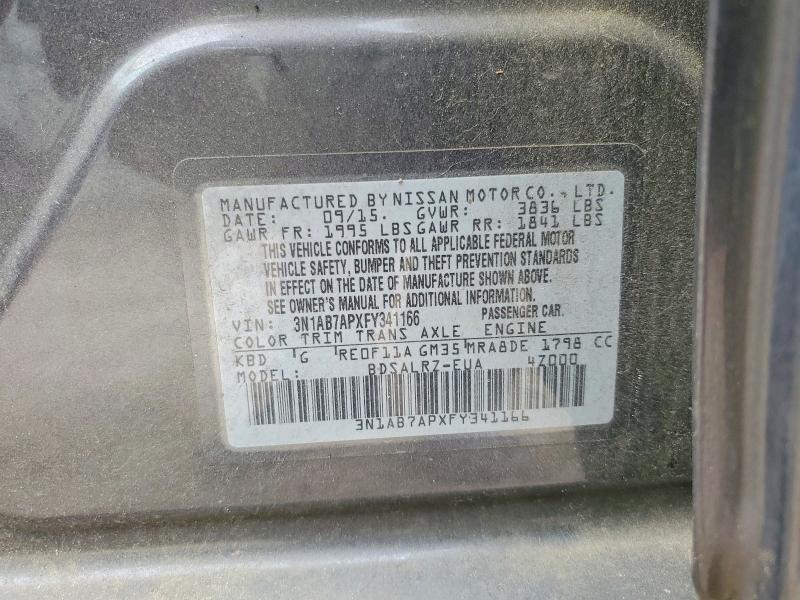 MANUFACTURED BY NISSAN MOTOR CO., LTD.
DATE: 09/15. GVWR: 3836 LBS
GAWR FR: 1995 LBS GAWR RR: 1841 LBS
THIS VEHICLE CONFORMS TO ALL APPLICABLE FEDERAL MOTOR
VEHICLE SAFETY, BUMPER AND THEFT PREVENTION STANDARDS
IN EFFECT ON THE DATE OF MANUFACTURE SHOWN ABOVE.
SEE OWNER'S MANUAL FOR ADDITIONAL INFORMATION.
VIN: 3N1AB7APXFY341166 PASSENGER CAR.
COLOR TRIM TRANS AXLE ENGINE
KBD G RE0F11A GM35 MRA8DE 1798 CC
MODEL: BDSALRZ-EUA 4Z000
3N1AB7APXFY341166